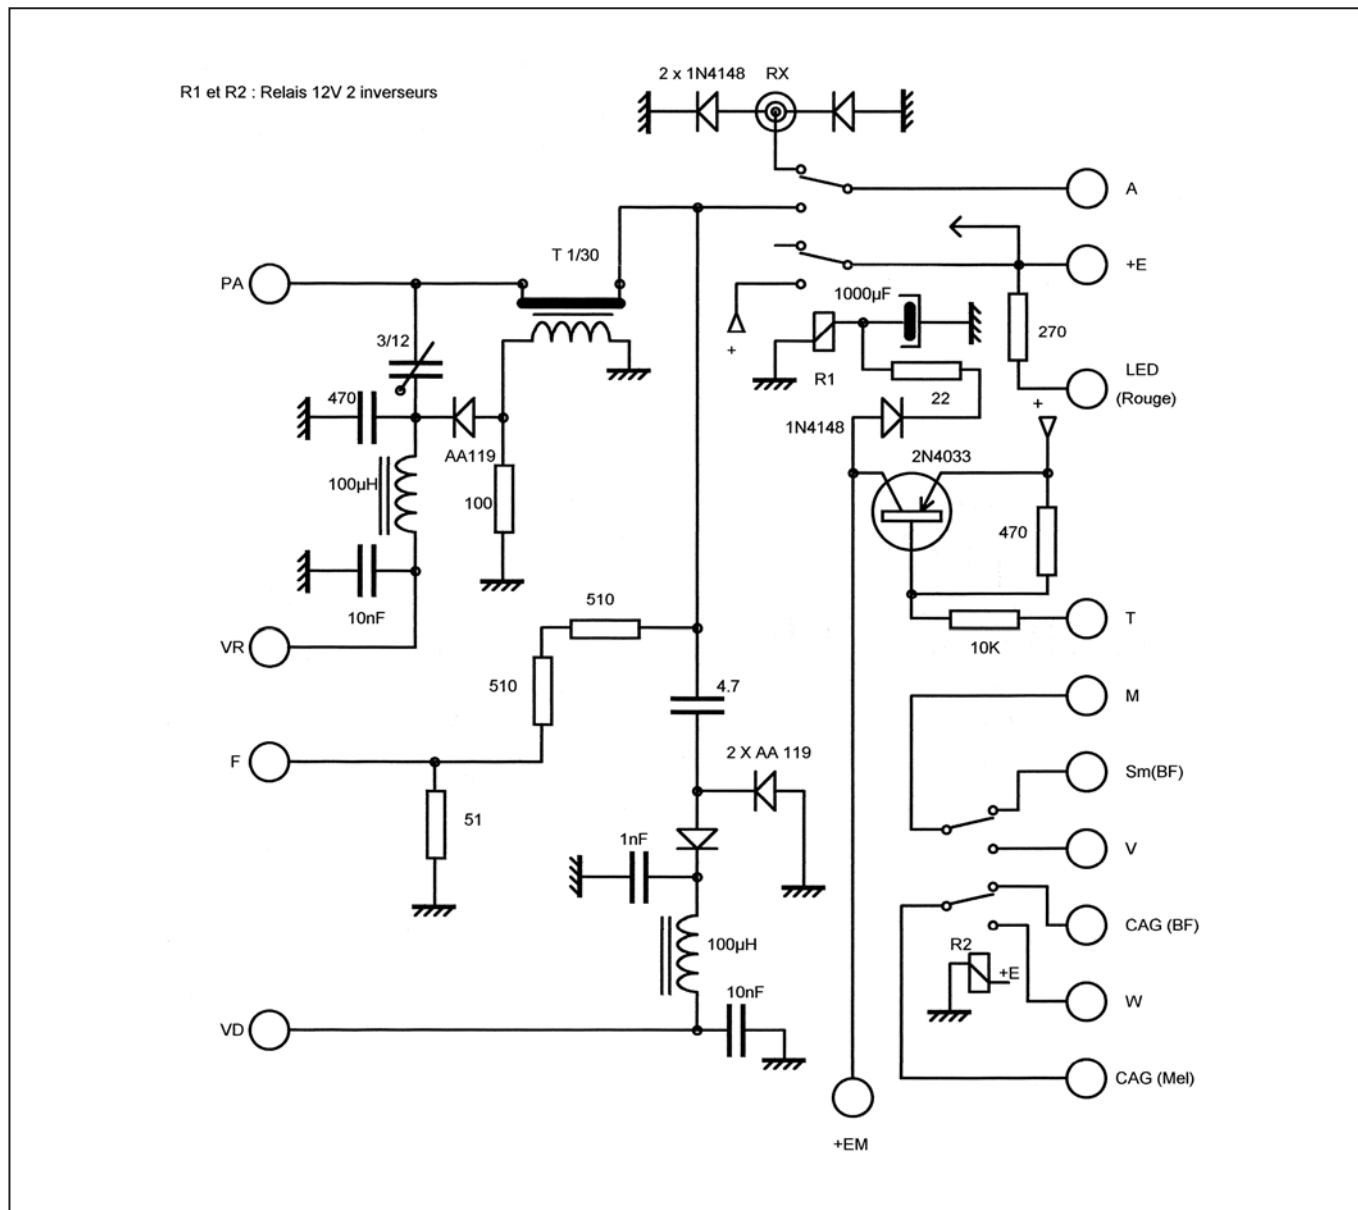 2 x 1N4148
RX
R1 et R2 : Relais 12V 2 inverseurs
A
T 1/30
+E
PA
1000µF
3/12
+
270
R1
LED
(Rouge)
470
22
+
1N4148
AA119
2N4033
100µH
100
470
10nF
510
T
VR
10K
510
4.7
M
2 X AA 119
F
Sm(BF)
51
1nF
V
CAG (BF)
100µH
R2
+E
10nF
W
VD
CAG (Mel)
+EM